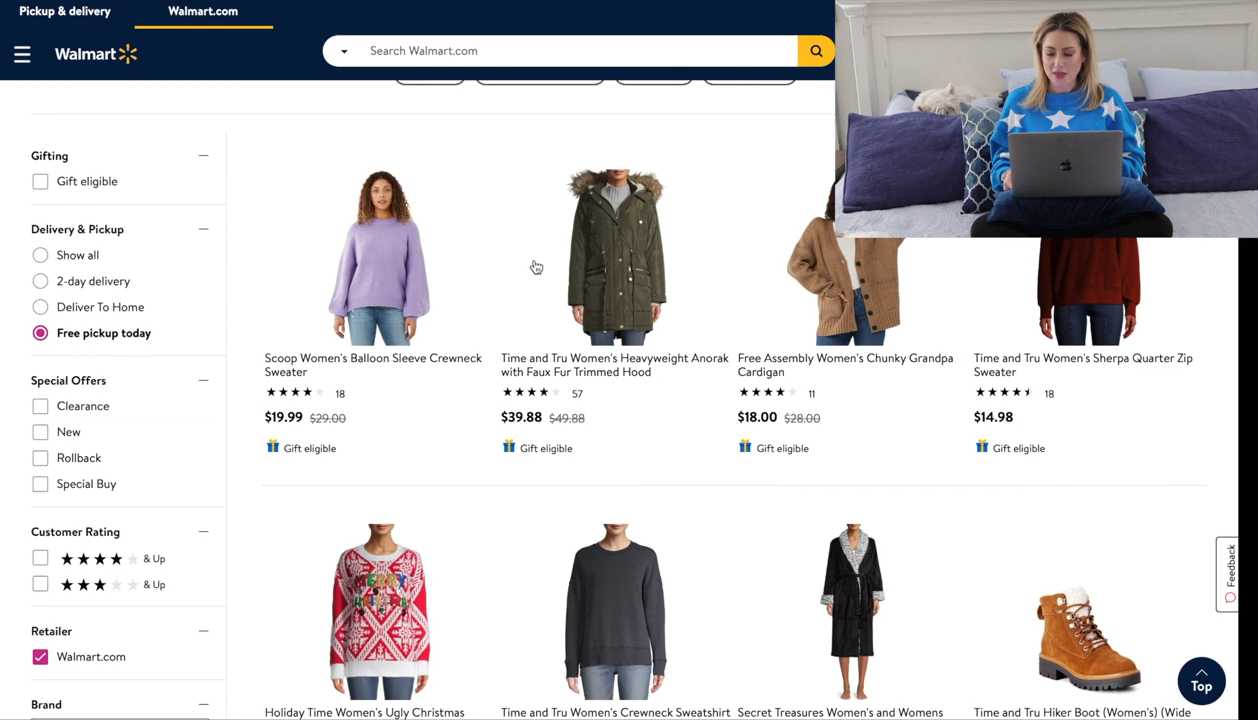 Pickup & delivery
Walmart.com
Walmart
Search Walmart.com
Gifting
Gift eligible
Delivery & Pickup
Show all
2-day delivery
Deliver To Home
Free pickup today
Special Offers
Clearance
New
Rollback
Special Buy
Customer Rating
& Up
& Up
Retailer
Walmart.com
Brand
Scoop Women's Balloon Sleeve Crewneck
Sweater
18
$19.99 $29.00
Gift eligible
Time and Tru Women's Heavyweight Anorak
with Faux Fur Trimmed Hood
57
$39.88 $49.88
Gift eligible
Free Assembly Women's Chunky Grandpa
Cardigan
11
$18.00 $28.00
Gift eligible
Time and Tru Women's Sherpa Quarter Zip
Sweater
18
$14.98
Gift eligible
MERRY
Holiday Time Women's Ugly Christmas
Time and Tru Women's Crewneck Sweatshirt
Secret Treasures Women's and Womens
Time and Tru Hiker Boot (Women's) (Wide
Feedback
Top